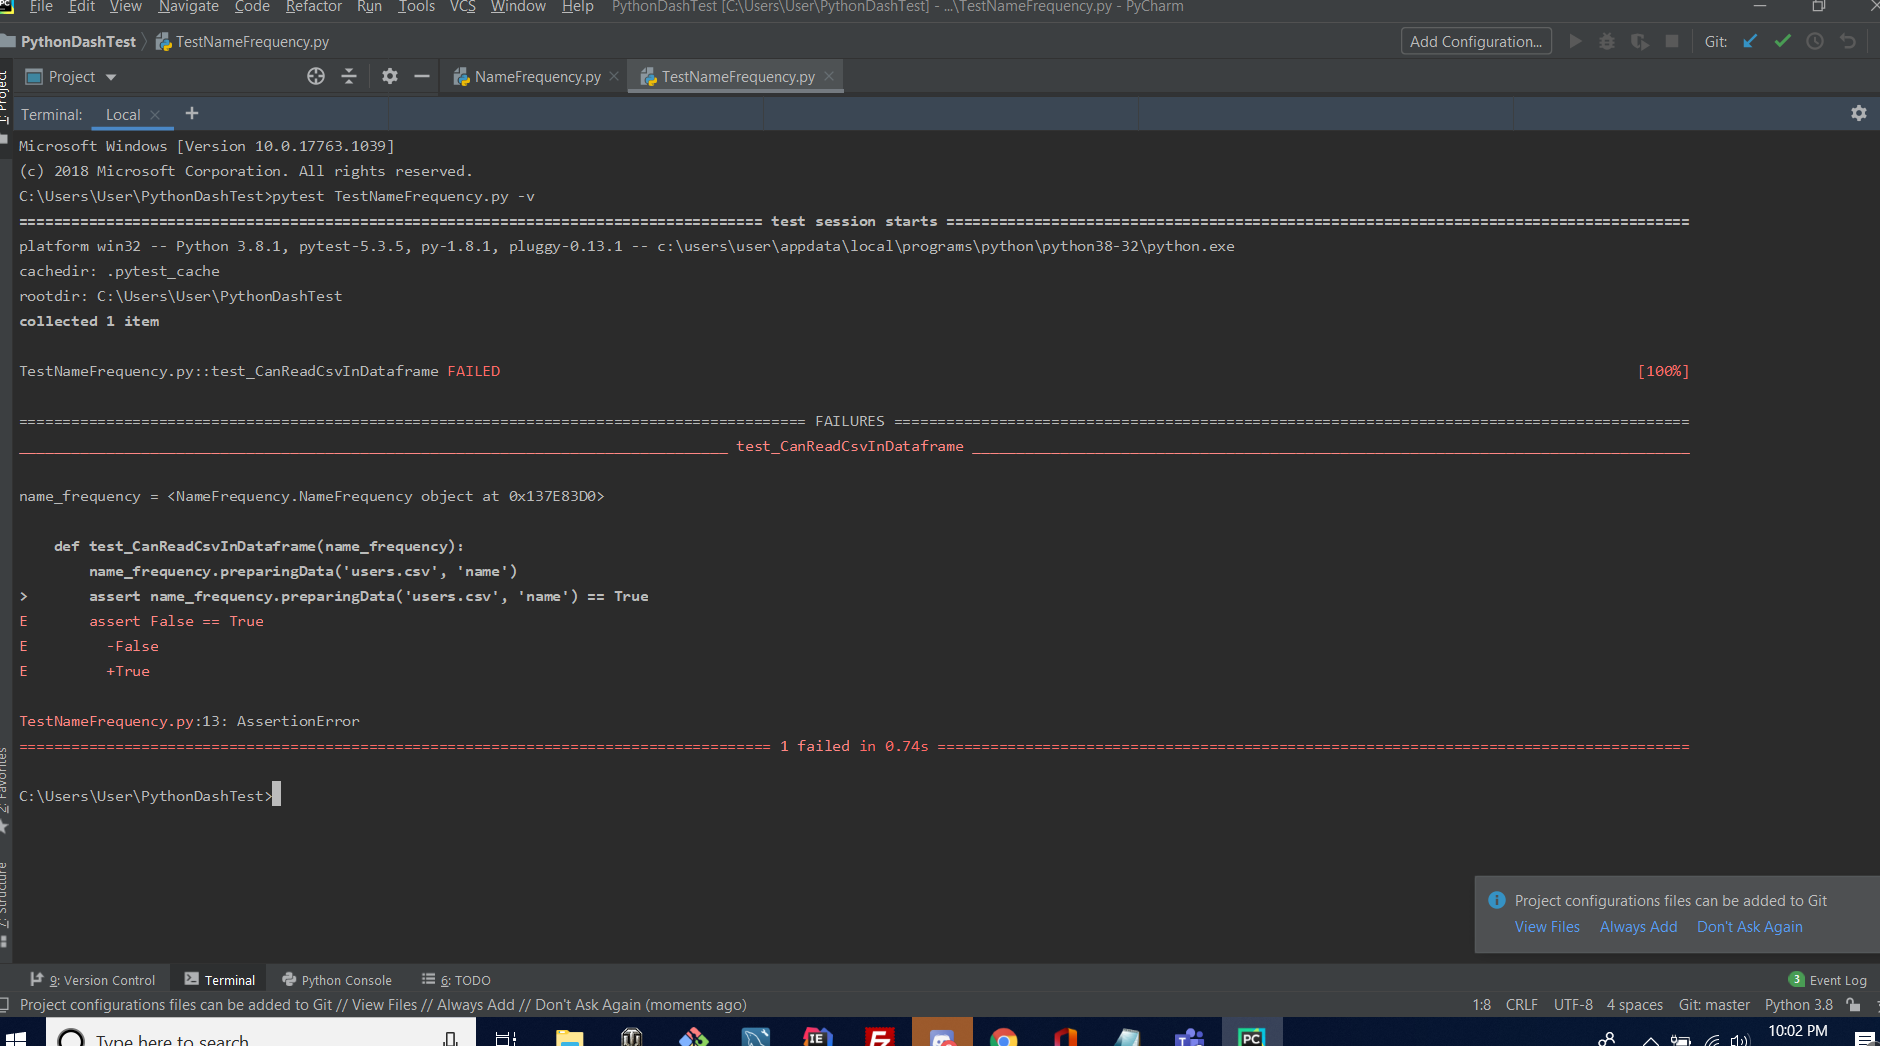 File Edit View Navigate Code Refactor Run Tools VCS Window Help PythonDashTest [C:\Users\User\PythonDashTest] - ...\TestNameFrequency.py - PyCharm
PythonDashTest TestNameFrequency.py Add Configuration... Git:
1: Project
Project NameFrequency.py TestNameFrequency.py
Terminal: Local +
Microsoft Windows [Version 10.0.17763.1039]
(c) 2018 Microsoft Corporation. All rights reserved.
C:\Users\User\PythonDashTest>pytest TestNameFrequency.py -v
===================================================================================== test session starts =====================================================================================
platform win32 -- Python 3.8.1, pytest-5.3.5, py-1.8.1, pluggy-0.13.1 -- c:\users\user\appdata\local\programs\python\python38-32\python.exe
cachedir: .pytest_cache
rootdir: C:\Users\User\PythonDashTest
collected 1 item
TestNameFrequency.py::test_CanReadCsvInDataframe FAILED [100%]
========================================================================================== FAILURES ===========================================================================================
_________________________________________________________________________________ test_CanReadCsvInDataframe __________________________________________________________________________________
name_frequency = <NameFrequency.NameFrequency object at 0x137E83D0>
def test_CanReadCsvInDataframe(name_frequency):
name_frequency.preparingData('users.csv', 'name')
> assert name_frequency.preparingData('users.csv', 'name') == True
E assert False == True
E -False
E +True
TestNameFrequency.py:13: AssertionError
====================================================================================== 1 failed in 0.74s ======================================================================================
C:\Users\User\PythonDashTest>
2: Favorites
7: Structure
Project configurations files can be added to Git
View Files Always Add Don't Ask Again
9: Version Control Terminal Python Console 6: TODO 3 Event Log
Project configurations files can be added to Git // View Files // Always Add // Don't Ask Again (moments ago) 1:8 CRLF UTF-8 4 spaces Git: master Python 3.8
Type here to search
10:02 PM